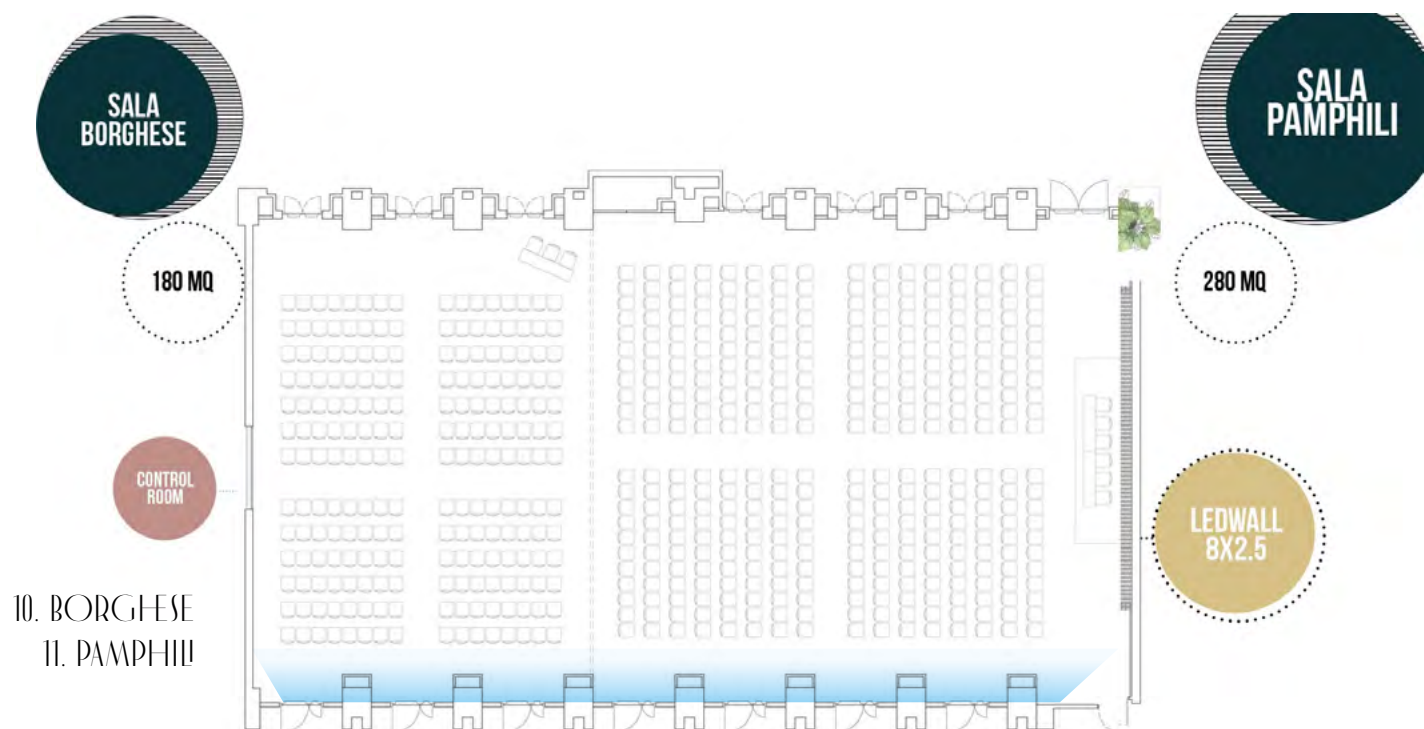 SALA
BORGHESE
SALA
PAMPHILI
180 MQ
280 MQ
CONTROL
ROOM
LEDWALL
8X2.5
10. BORGHESE
11. PAMPHILI